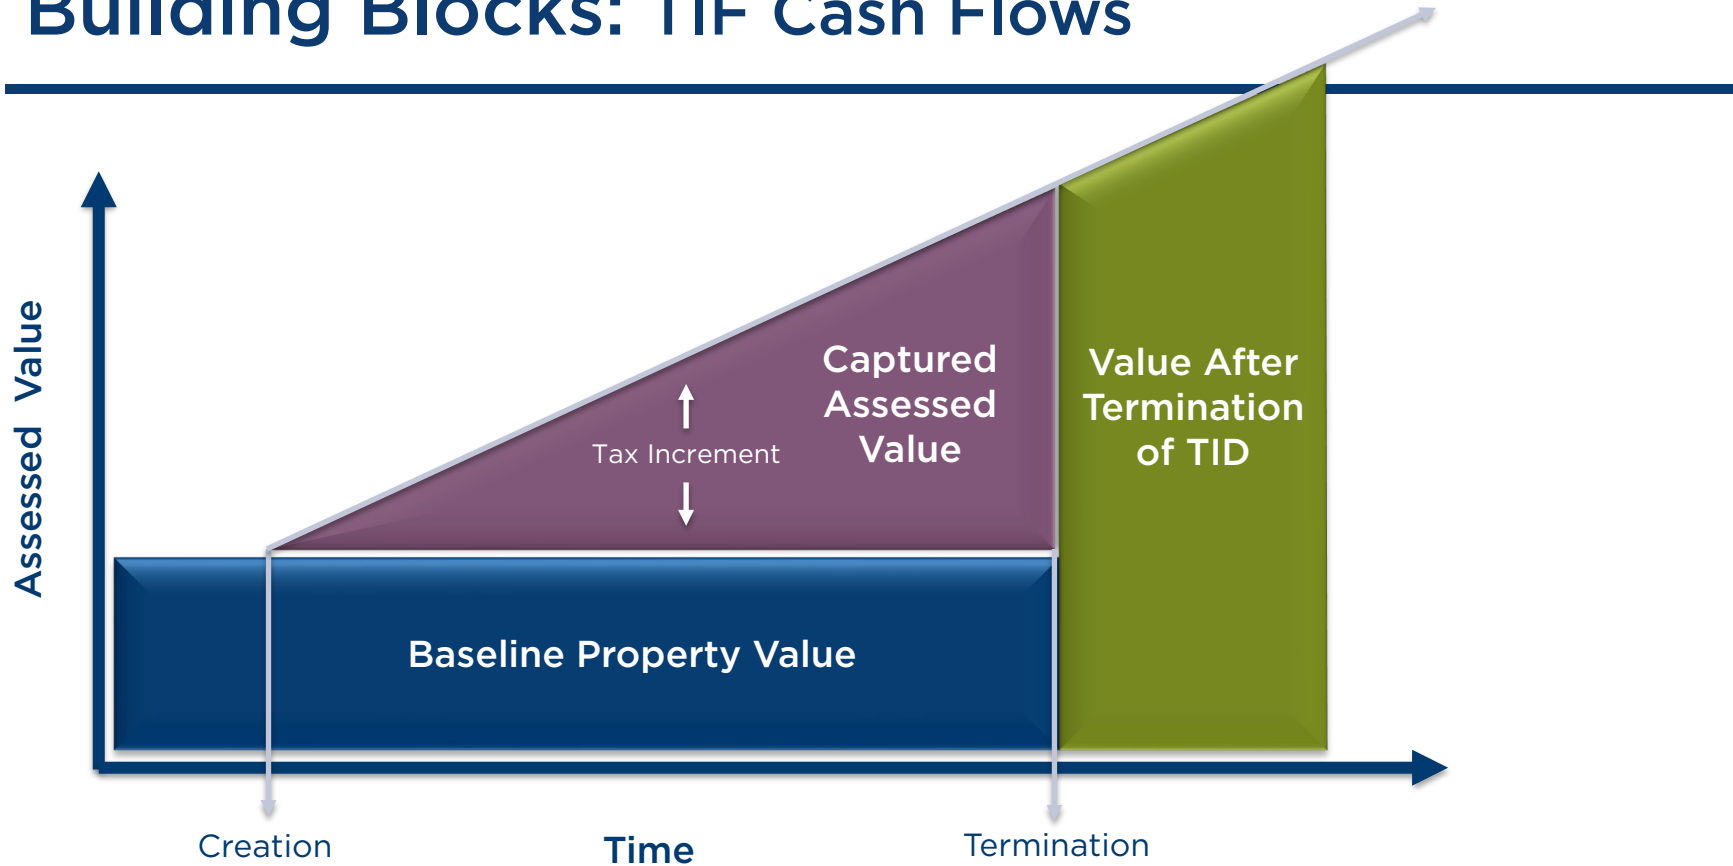 Building Blocks: TIF Cash Flows
Assessed Value
Captured
Assessed
Value
Tax Increment
Value After
Termination
of TID
Baseline Property Value
Creation
Time
Termination